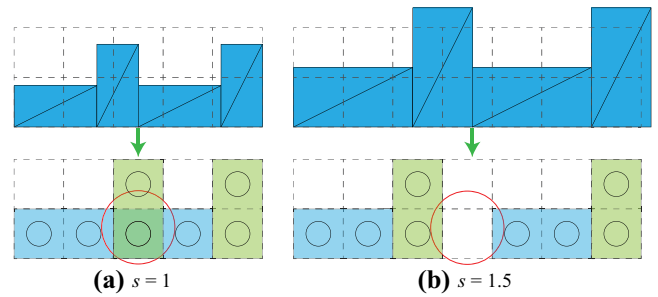 (a) s = 1
(b) s = 1.5